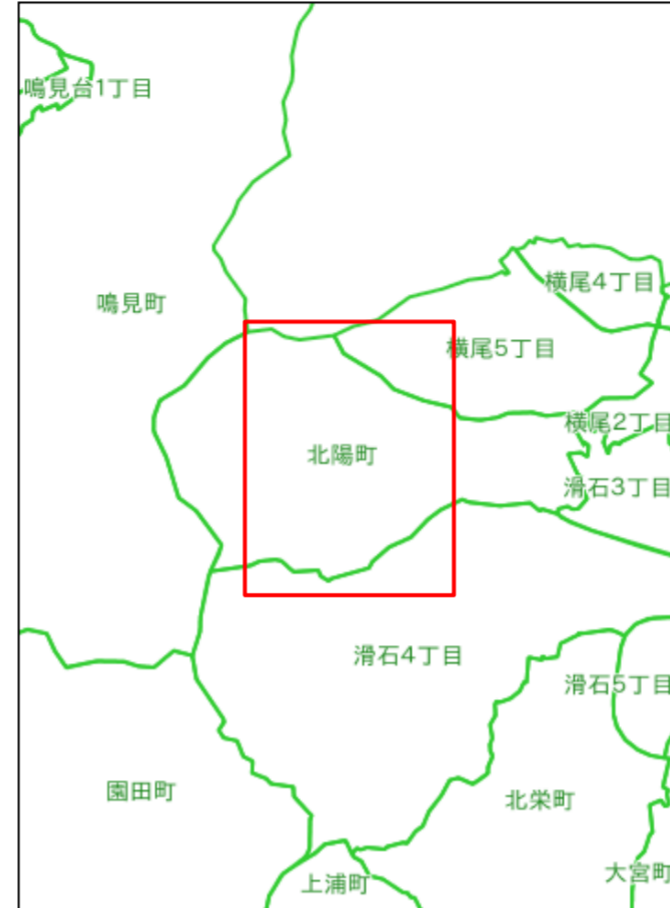 鳴見台1丁目
横尾4丁目
鳴見町
横尾5丁目
横尾2丁目
北陽町
滑石3丁目
滑石4丁目
滑石5丁目
園田町
北栄町
大宮町
上浦町